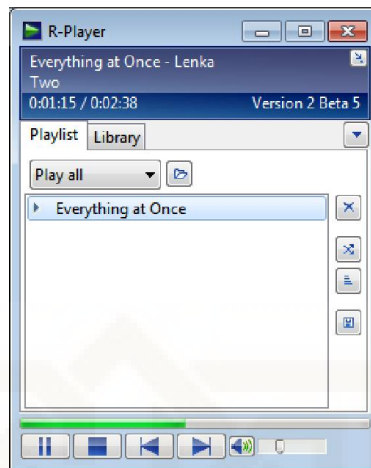 R-Player
Everything at Once - Lenka
Two
0:01:15 / 0:02:38 Version 2 Beta 5
Playlist Library
Play all
Everything at Once